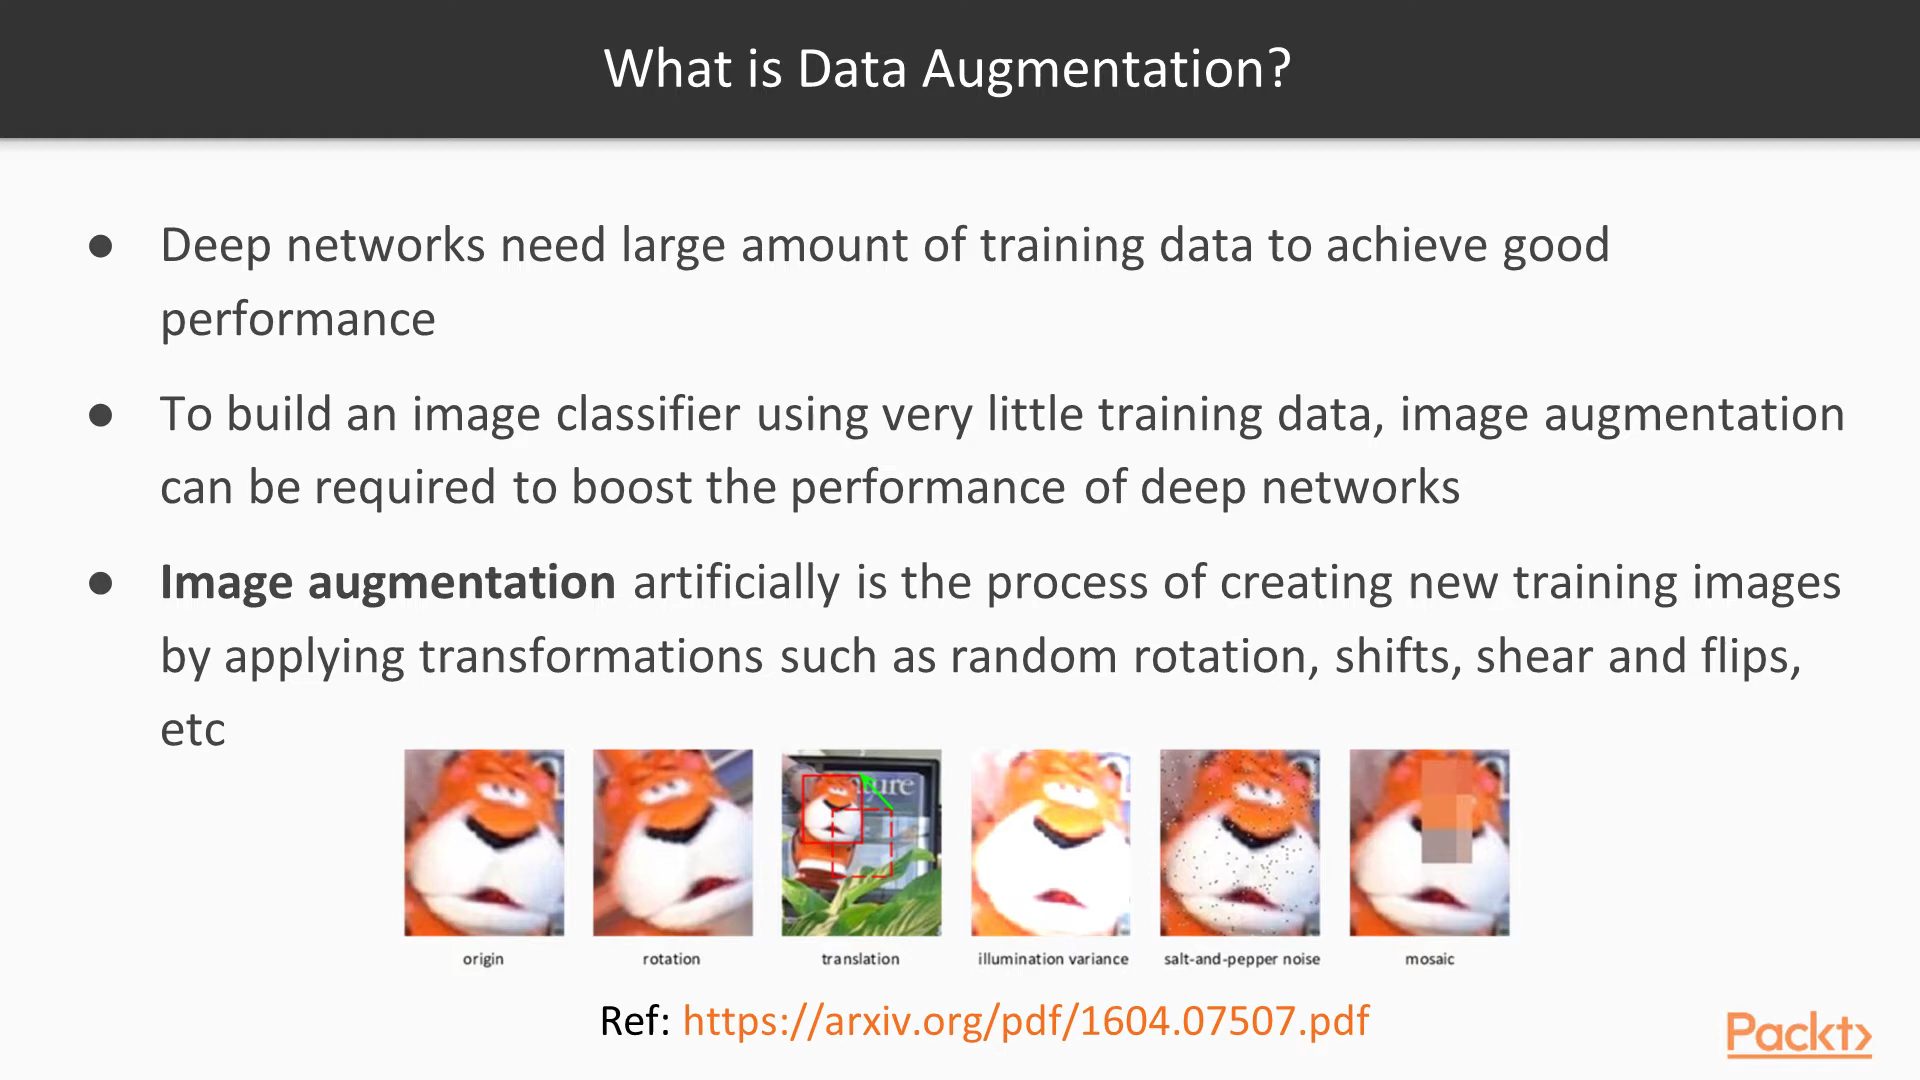 What is Data Augmentation?
● Deep networks need large amount of training data to achieve good
performance
● To build an image classifier using very little training data, image augmentation
can be required to boost the performance of deep networks
● Image augmentation artificially is the process of creating new training images
by applying transformations such as random rotation, shifts, shear and flips,
etc
origin rotation translation illumination variance salt-and-pepper noise mosaic
Ref: https://arxiv.org/pdf/1604.07507.pdf
Packt>